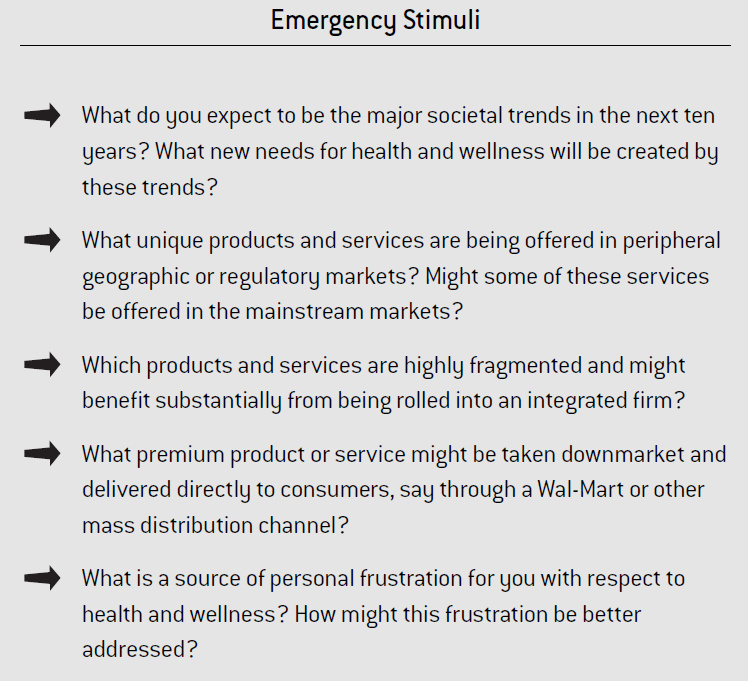 Emergency Stimuli
What do you expect to be the major societal trends in the next ten
years? What new needs for health and wellness will be created by
these trends?
What unique products and services are being offered in peripheral
geographic or regulatory markets? Might some of these services
be offered in the mainstream markets?
Which products and services are highly fragmented and might
benefit substantially from being rolled into an integrated firm?
What premium product or service might be taken downmarket and
delivered directly to consumers, say through a Wal-Mart or other
mass distribution channel?
What is a source of personal frustration for you with respect to
health and wellness? How might this frustration be better
addressed?